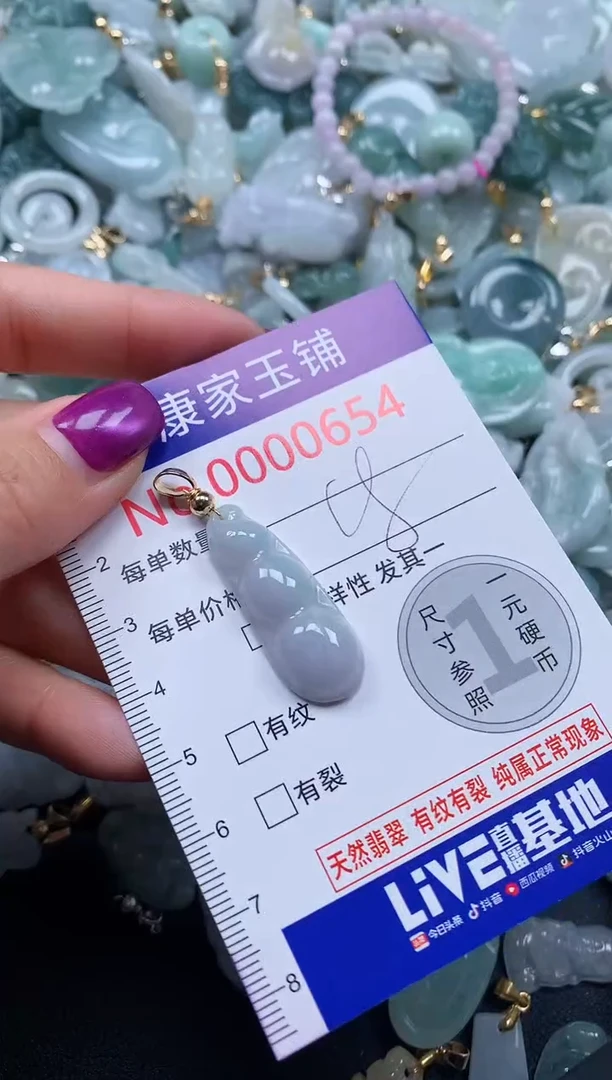 康家玉铺
No.0000654
每单数量
每单价格
样性 发其一
有纹
有裂
尺寸参照
1
一元硬币
天然翡翠 有纹有裂 纯属正常现象
LiVE直播基地
今日头条 抖音 西瓜视频 抖音火山
2
3
4
5
6
7
8